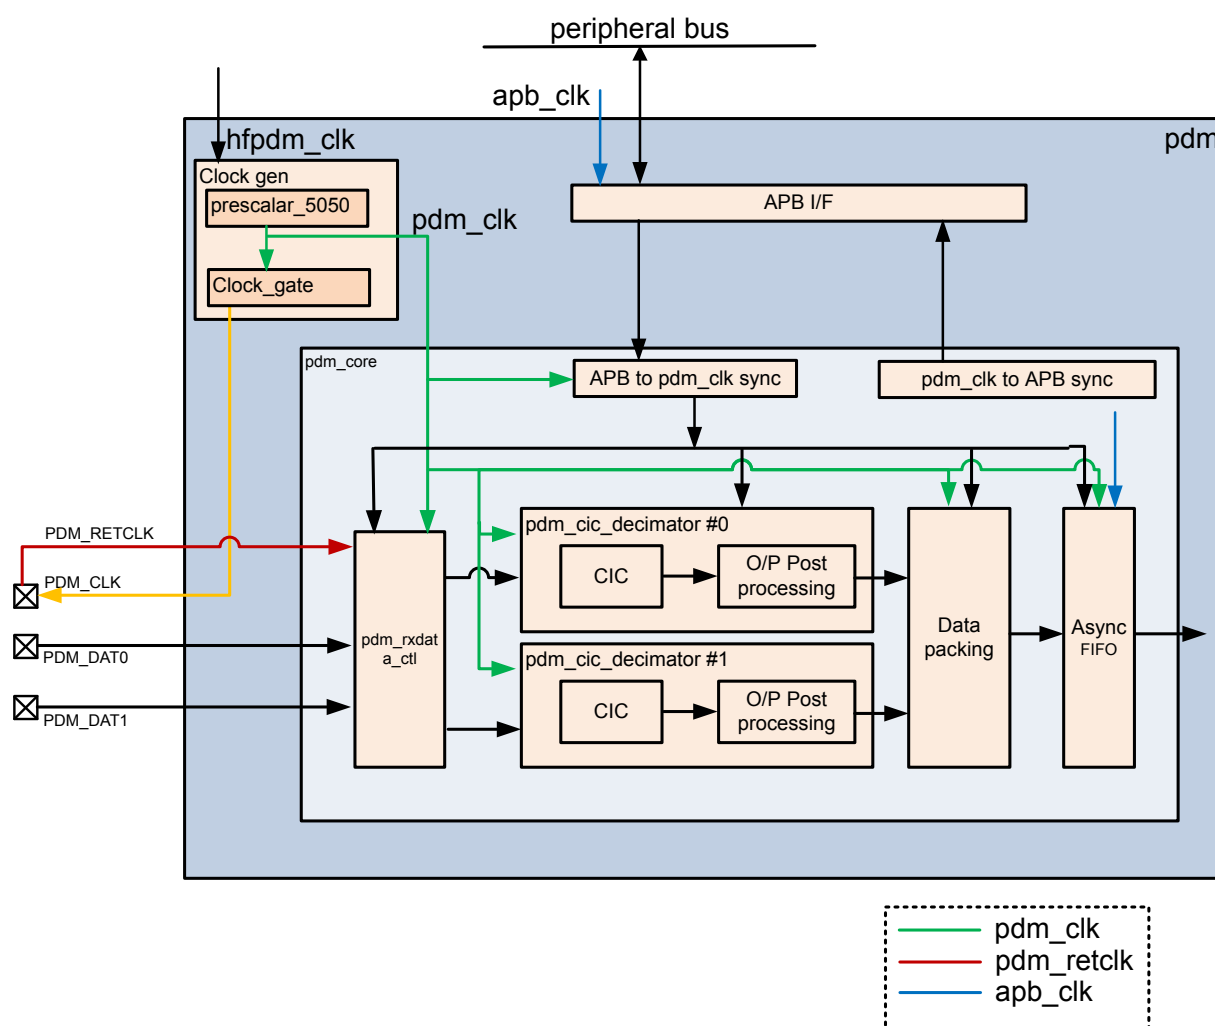 peripheral bus
apb_clk
hfpdm_clk
pdm
Clock gen
prescalar_5050
pdm_clk
APB I/F
Clock_gate
pdm_core
APB to pdm_clk sync
pdm_clk to APB sync
PDM_RETCLK
PDM_CLK
PDM_DAT0
PDM_DAT1
pdm_rxdat
a_ctl
pdm_cic_decimator #0
CIC
O/P Post
processing
pdm_cic_decimator #1
CIC
O/P Post
processing
Data
packing
Async
FIFO
pdm_clk
pdm_retclk
apb_clk